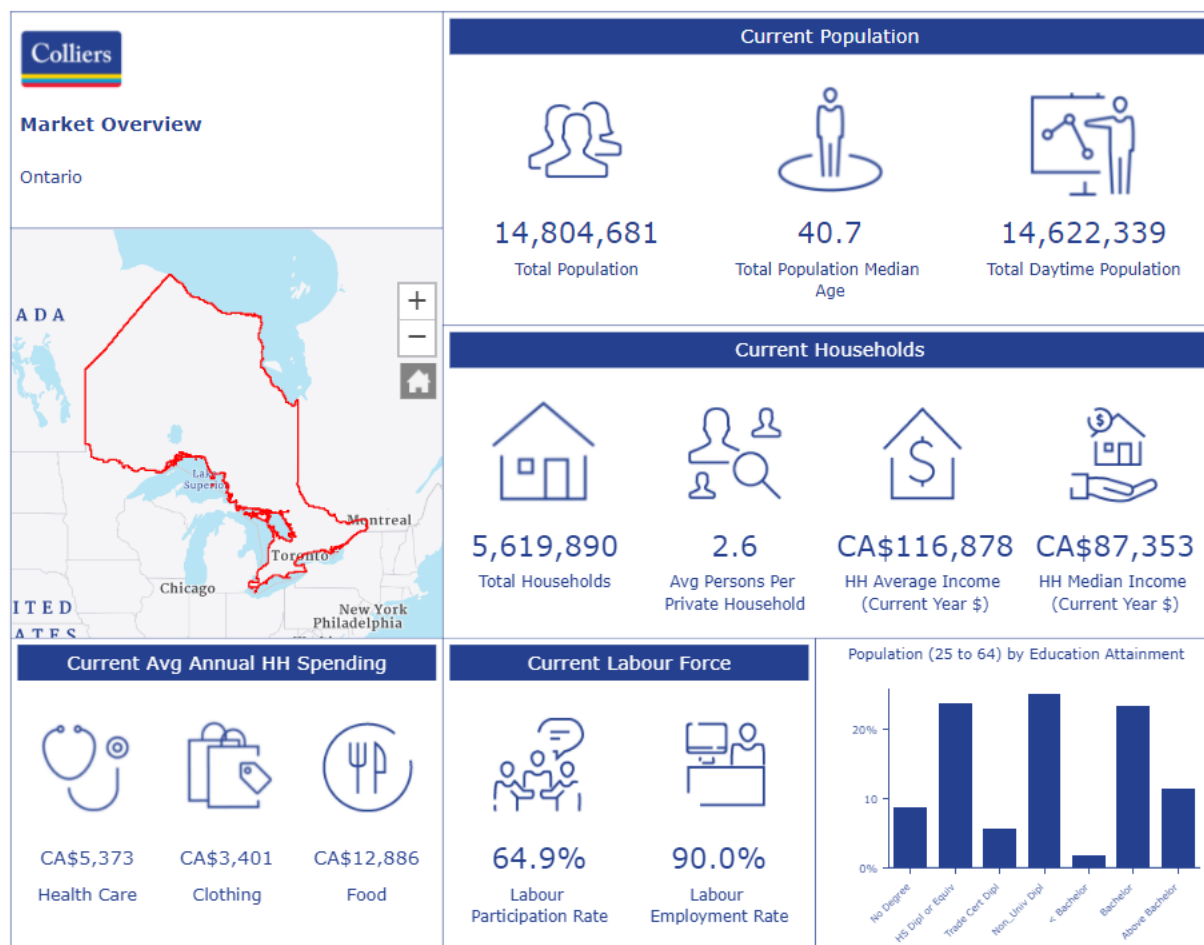 Colliers
Market Overview
Ontario
Current Population
14,804,681
Total Population
40.7
Total Population Median
Age
14,622,339
Total Daytime Population
ADA
Lake
Superior
Montreal
Toronto
Chicago
New York
Philadelphia
ITED
ATES
+
−
Current Households
$
$
5,619,890
Total Households
2.6
Avg Persons Per
Private Household
CA$116,878
HH Average Income
(Current Year $)
CA$87,353
HH Median Income
(Current Year $)
Current Avg Annual HH Spending
CA$5,373
Health Care
CA$3,401
Clothing
CA$12,886
Food
Current Labour Force
64.9%
Labour
Participation Rate
90.0%
Labour
Employment Rate
Population (25 to 64) by Education Attainment
20%
10
0%
No Degree
HS Dipl or Equiv
Trade Cert Dipl
Non_Univ Dipl
< Bachelor
Bachelor
Above Bachelor